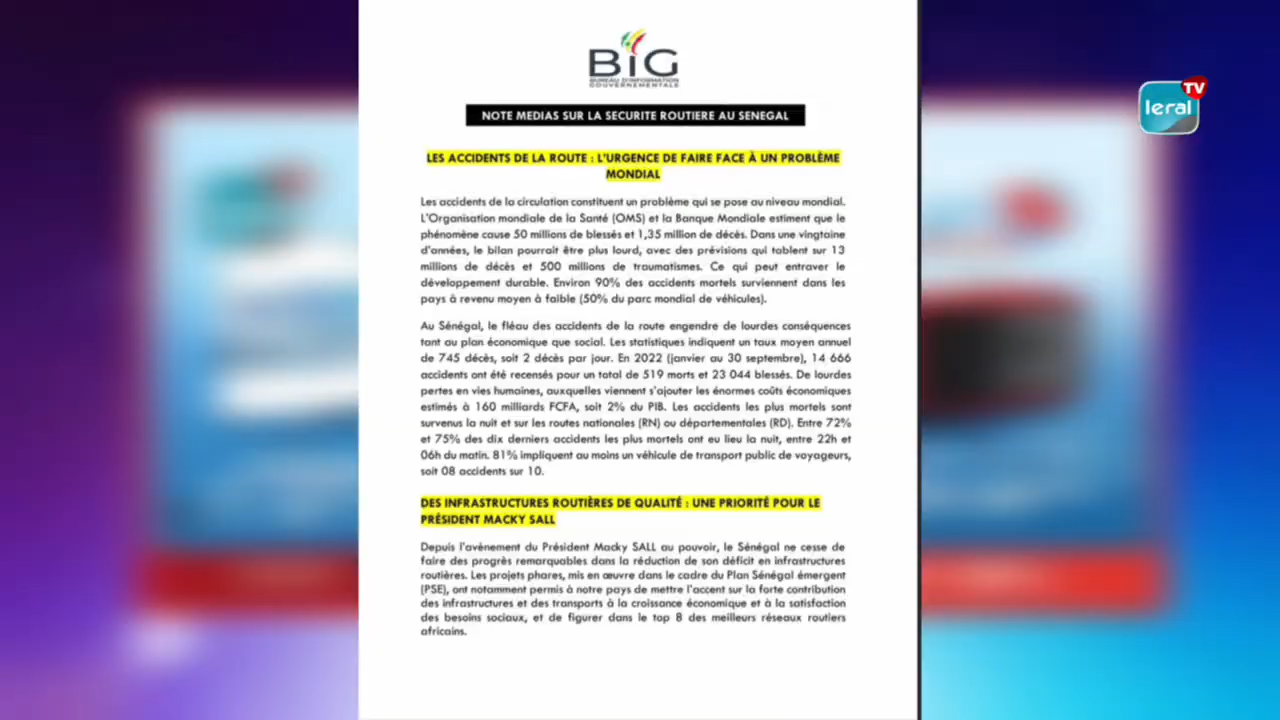 BIG
BUREAU D'INFORMATION
GOUVERNEMENTALE
TV
leral
NOTE MEDIAS SUR LA SECURITE ROUTIERE AU SENEGAL
LES ACCIDENTS DE LA ROUTE : L'URGENCE DE FAIRE FACE À UN PROBLÈME
MONDIAL
Les accidents de la circulation constituent un problème qui se pose au niveau mondial.
L'Organisation mondiale de la Santé (OMS) et la Banque Mondiale estiment que le
phénomène cause 50 millions de blessés et 1,35 million de décès. Dans une vingtaine
d'années, le bilan pourrait être plus lourd, avec des prévisions qui tablent sur 13
millions de décès et 500 millions de traumatismes. Ce qui peut entraver le
développement durable. Environ 90% des accidents mortels surviennent dans les
pays à revenu moyen à faible (50% du parc mondial de véhicules).
Au Sénégal, le fléau des accidents de la route engendre de lourdes conséquences
tant au plan économique que social. Les statistiques indiquent un taux moyen annuel
de 745 décès, soit 2 décès par jour. En 2022 (janvier au 30 septembre), 14 666
accidents ont été recensés pour un total de 519 morts et 23 044 blessés. De lourdes
pertes en vies humaines, auxquelles viennent s'ajouter les énormes coûts économiques
estimés à 160 milliards FCFA, soit 2% du PIB. Les accidents les plus mortels sont
survenus la nuit et sur les routes nationales (RN) ou départementales (RD). Entre 72%
et 75% des dix derniers accidents les plus mortels ont eu lieu la nuit, entre 22h et
06h du matin. 81% impliquent au moins un véhicule de transport public de voyageurs,
soit 08 accidents sur 10.
DES INFRASTRUCTURES ROUTIÈRES DE QUALITÉ : UNE PRIORITÉ POUR LE
PRÉSIDENT MACKY SALL
Depuis l'avènement du Président Macky SALL au pouvoir, le Sénégal ne cesse de
faire des progrès remarquables dans la réduction de son déficit en infrastructures
routières. Les projets phares, mis en œuvre dans le cadre du Plan Sénégal émergent
(PSE), ont notamment permis à notre pays de mettre l'accent sur la forte contribution
des infrastructures et des transports à la croissance économique et à la satisfaction
des besoins sociaux, et de figurer dans le top 8 des meilleurs réseaux routiers
africains.